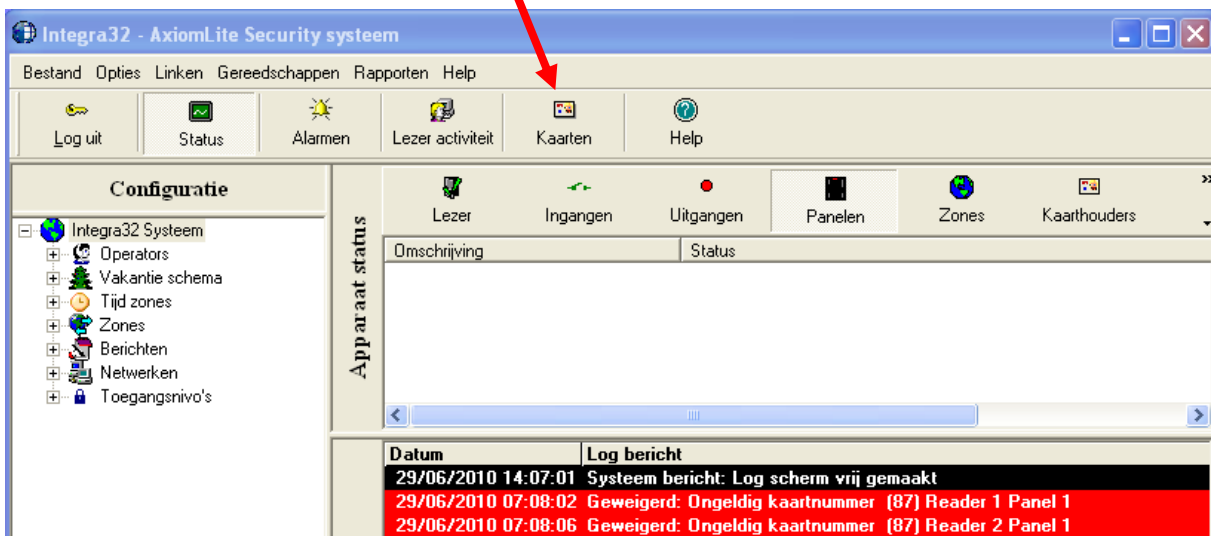 Integra32 - AxiomLite Security systeem
Bestand Opties Linken Gereedschappen Rapporten Help
Log uit Status Alarmen Lezer activiteit Kaarten Help
Configuratie
Integra32 Systeem
Operators
Vakantie schema
Tijd zones
Zones
Berichten
Netwerken
Toegangsnivo's
Apparaat status
Lezer Ingangen Uitgangen Panelen Zones Kaarthouders
Omschrijving Status
Datum Log bericht
29/06/2010 14:07:01 Systeem bericht: Log scherm vrij gemaakt
29/06/2010 07:08:02 Geweigerd: Ongeldig kaartnummer (87) Reader 1 Panel 1
29/06/2010 07:08:06 Geweigerd: Ongeldig kaartnummer (87) Reader 2 Panel 1